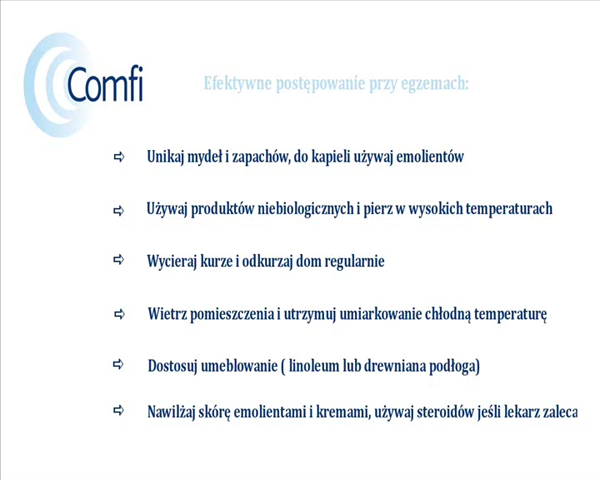 Comfi
Efektywne postępowanie przy egzemach:
Unikaj mydeł i zapachów, do kapieli używaj emolientów
Używaj produktów niebiologicznych i pierz w wysokich temperaturach
Wycieraj kurze i odkurzaj dom regularnie
Wietrz pomieszczenia i utrzymuj umiarkowanie chłodną temperaturę
Dostosuj umeblowanie ( linoleum lub drewniana podłoga)
Nawilżaj skórę emolientami i kremami, używaj steroidów jeśli lekarz zaleca